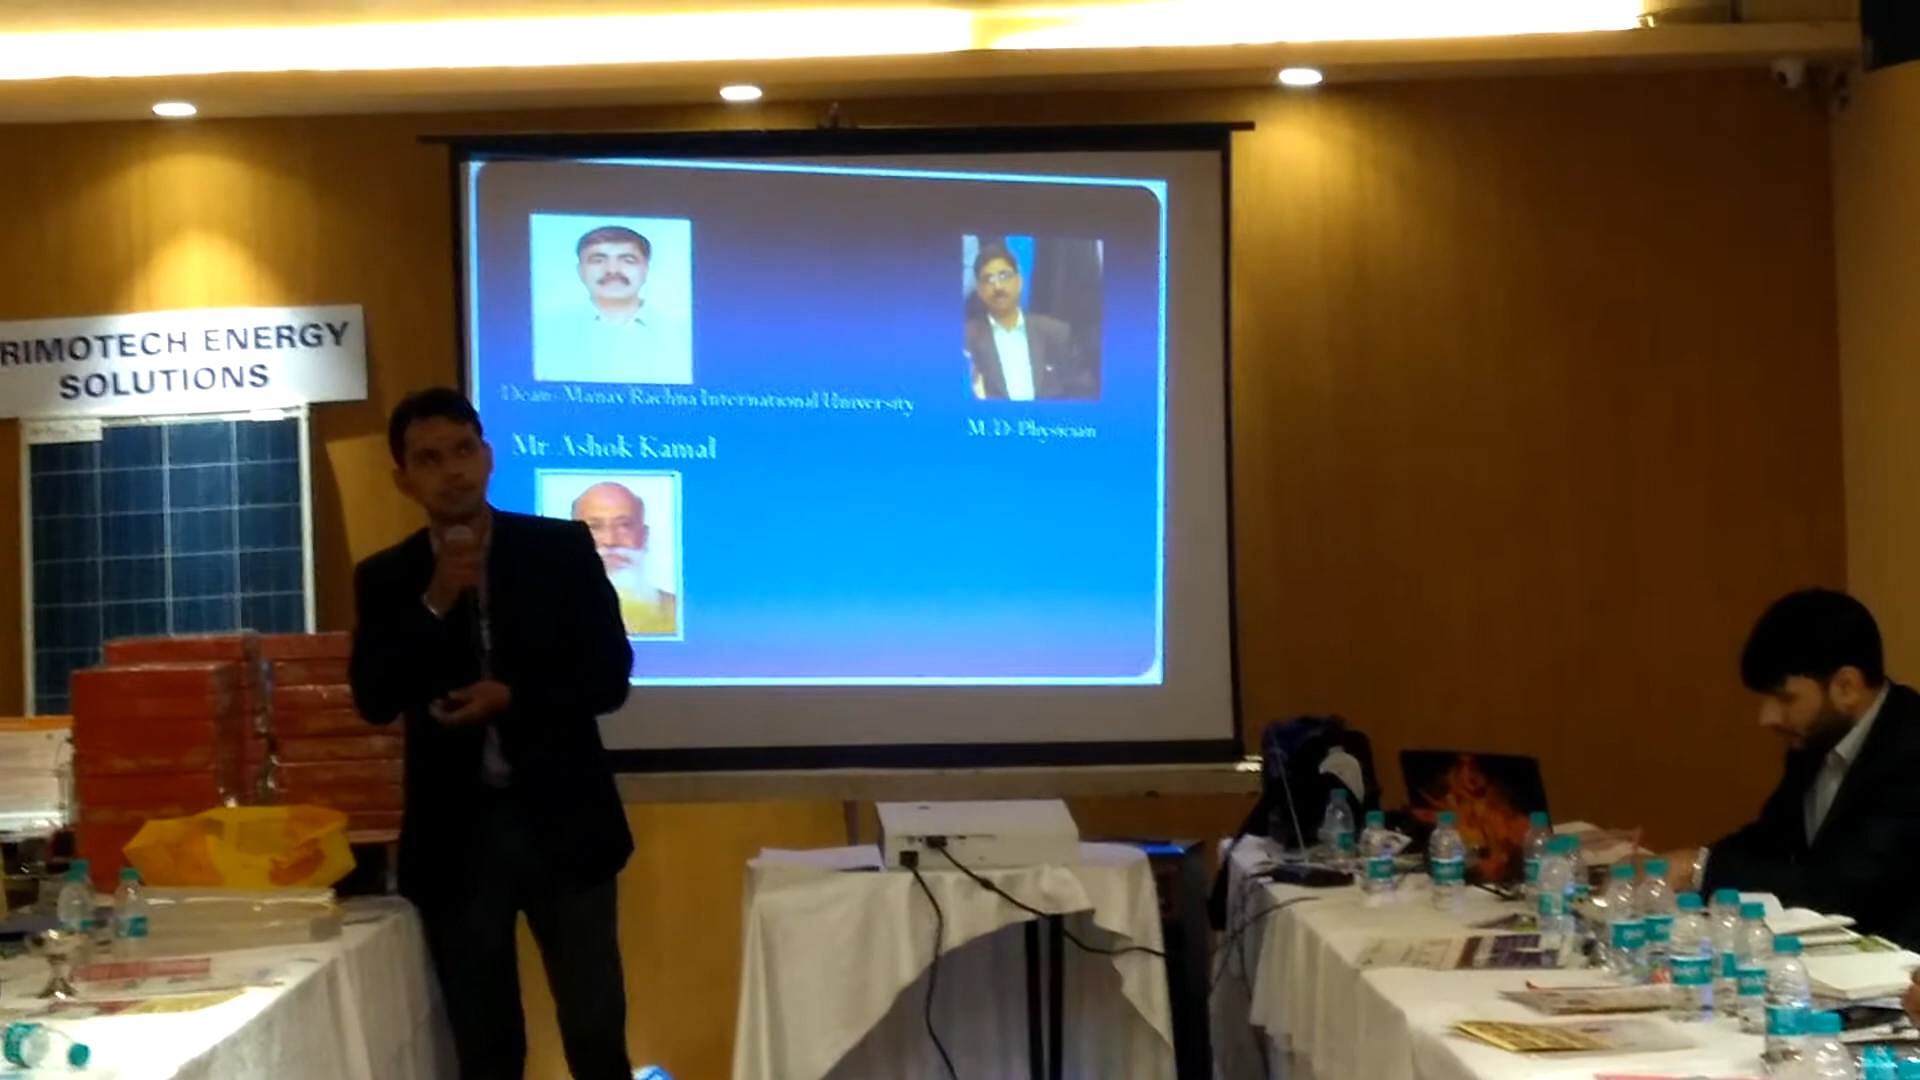 RIMOTECH ENERGY
SOLUTIONS
Dean- Manav Rachna International University
M.D-Physician
Mr. Ashok Kamal